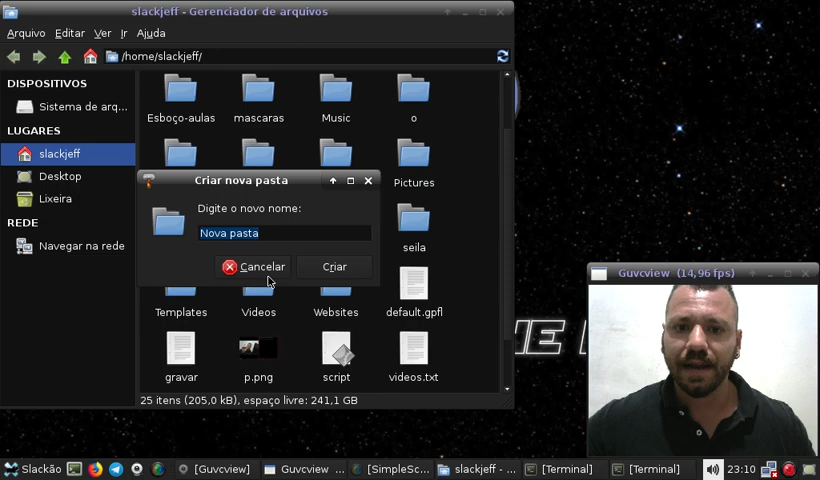 slackjeff - Gerenciador de arquivos
Arquivo Editar Ver Ir Ajuda
/home/slackjeff/
DISPOSITIVOS
Sistema de arq...
LUGARES
slackjeff
Desktop
Lixeira
REDE
Navegar na rede
Esboço-aulas mascaras Music o
Pictures
Criar nova pasta
Digite o novo nome:
Nova pasta
Cancelar Criar
seila
Templates Videos Websites default.gpfl
gravar p.png script videos.txt
25 itens (205,0 kB), espaço livre: 241,1 GB
Guvcview (14,96 fps)
Slackão [Guvcview] Guvcview ... [SimpleSc... slackjeff - ... [Terminal] [Terminal] 23:10